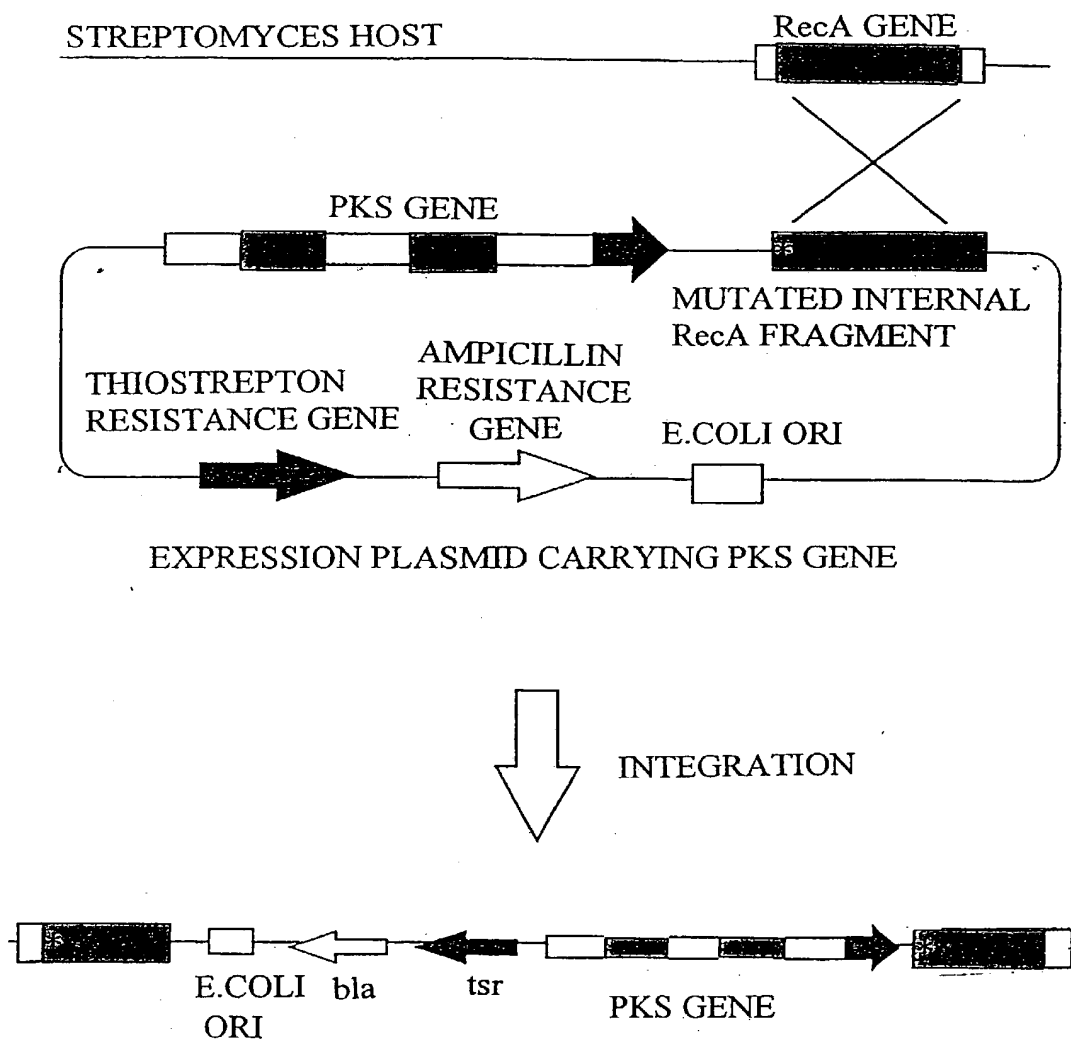 STREPTOMYCES HOST
RecA GENE
PKS GENE
MUTATED INTERNAL
RecA FRAGMENT
THIOSTREPTON
RESISTANCE GENE
AMPICILLIN
RESISTANCE
GENE
E.COLI ORI
EXPRESSION PLASMID CARRYING PKS GENE
INTEGRATION
E.COLI
ORI
bla
tsr
PKS GENE